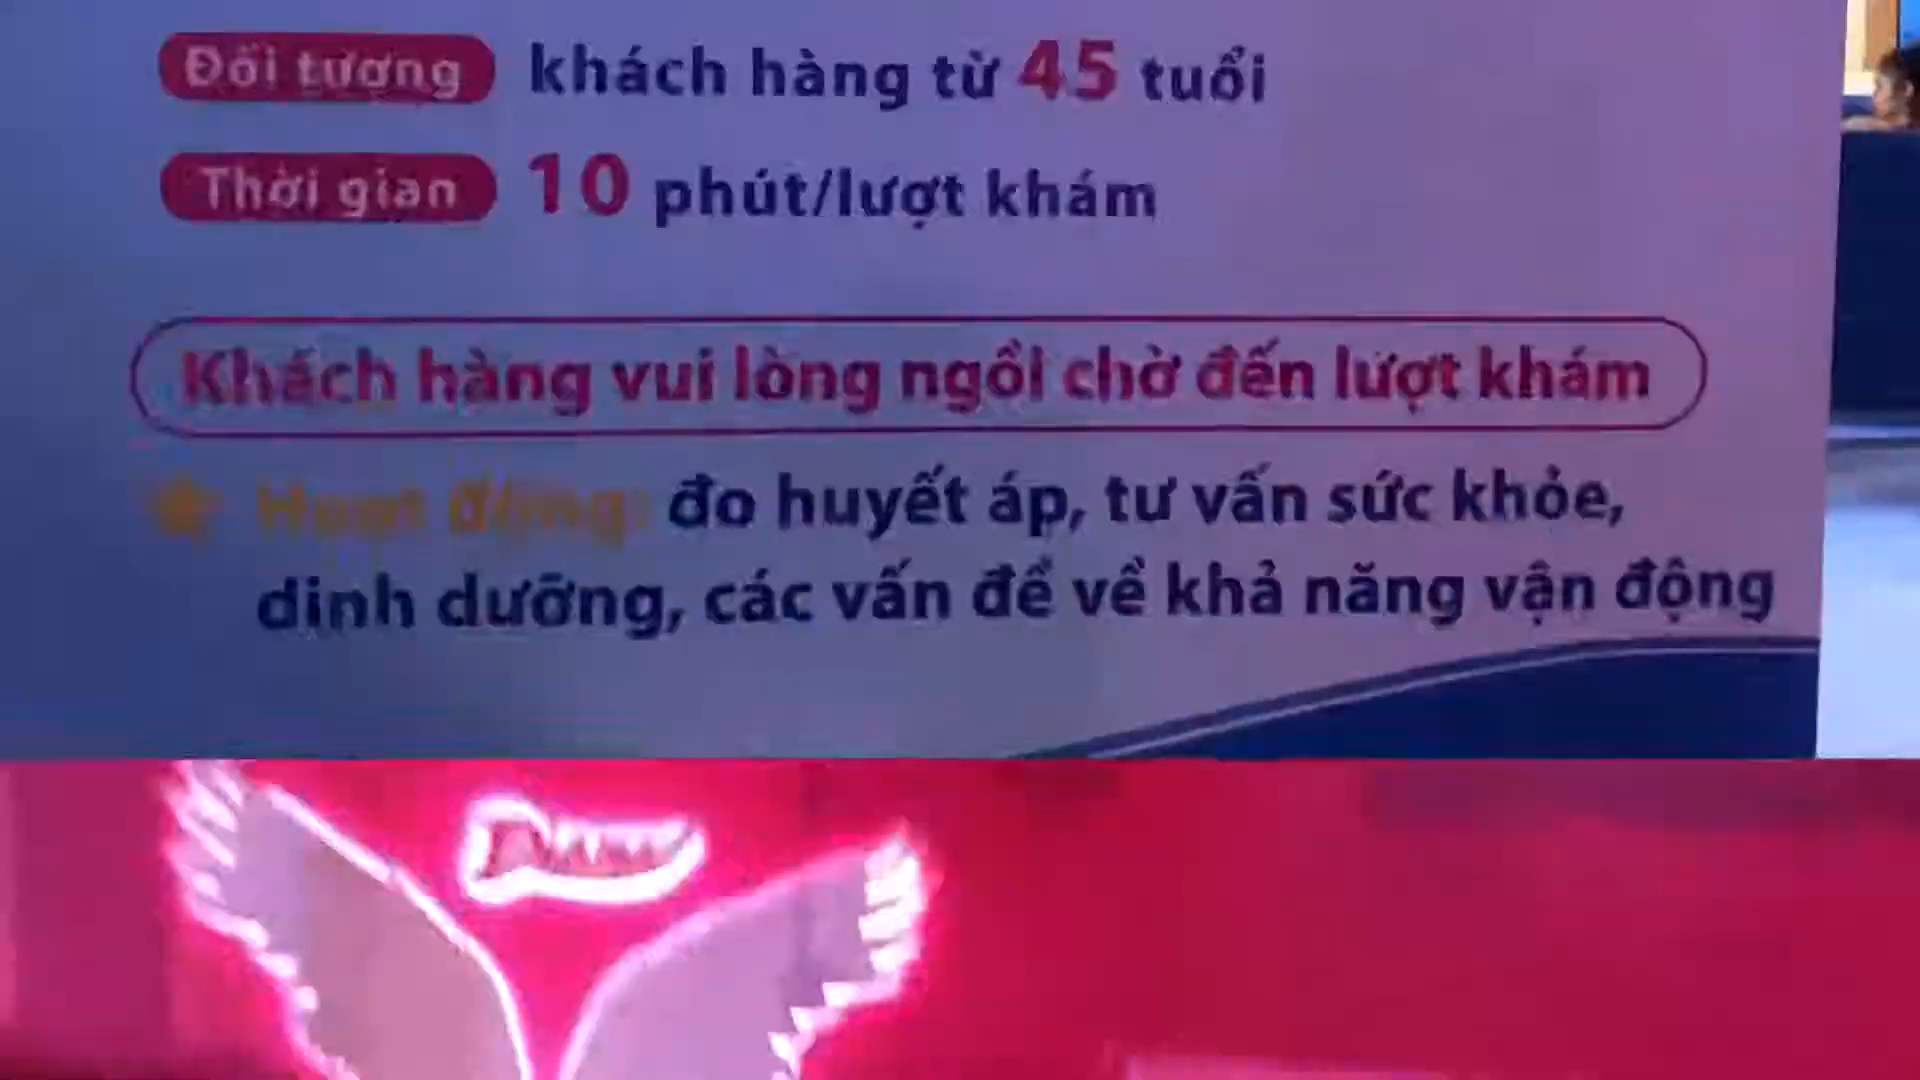 Đối tượng khách hàng từ 45 tuổi
Thời gian 10 phút/lượt khám
Khách hàng vui lòng ngồi chờ đến lượt khám
Hoạt động: đo huyết áp, tư vấn sức khỏe,
dinh dưỡng, các vấn đề về khả năng vận động